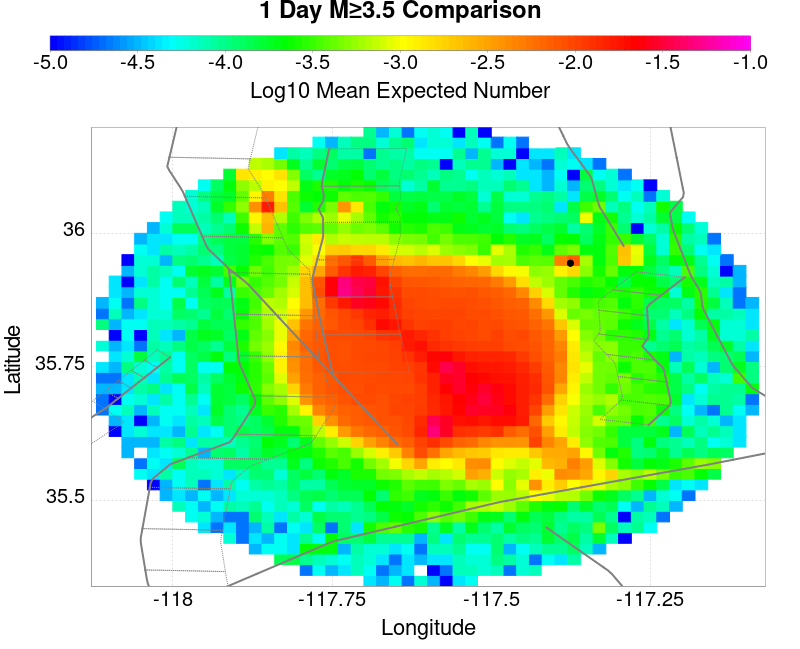 1 Day M≥3.5 Comparison
-5.0 -4.5 -4.0 -3.5 -3.0 -2.5 -2.0 -1.5 -1.0
Log10 Mean Expected Number
36
35.75
35.5
Latitude
-118 -117.75 -117.5 -117.25
Longitude